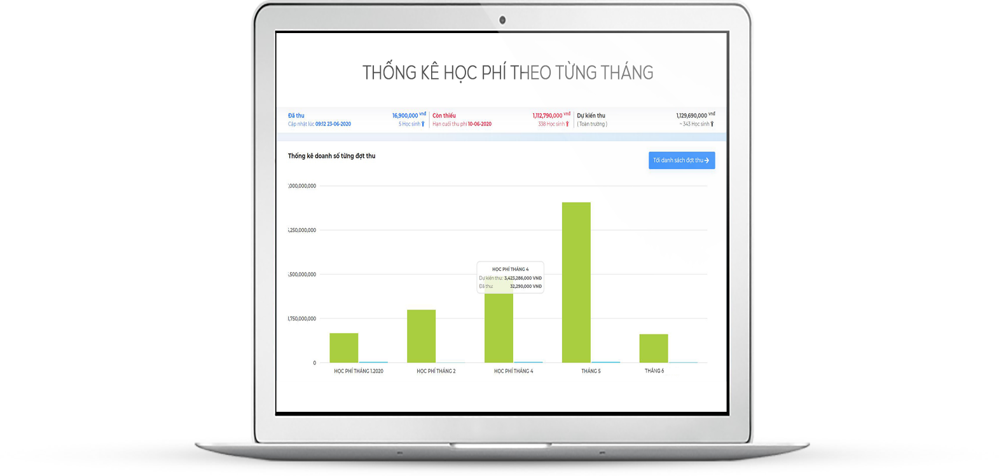 THỐNG KÊ HỌC PHÍ THEO TỪNG THÁNG
Đã thu 16,900,000 vnđ Còn thiếu 1,112,790,000 vnđ Dự kiến thu 1,129,690,000 vnđ
Cập nhật lúc 09:12 23-06-2020 5 Học sinh Hạn cuối thu phí 10-06-2020 338 Học sinh ( Toàn trường ) ~ 343 Học sinh
Thống kê doanh số từng đợt thu
Tới danh sách đợt thu
,000,000,000
,250,000,000
HỌC PHÍ THÁNG 4
,500,000,000
Dự kiến thu: 3,423,286,000 VNĐ
Đã thu: 32,290,000 VNĐ
1,750,000,000
0
HỌC PHÍ THÁNG 1.2020 HỌC PHÍ THÁNG 2 HỌC PHÍ THÁNG 4 THÁNG 5 THÁNG 6